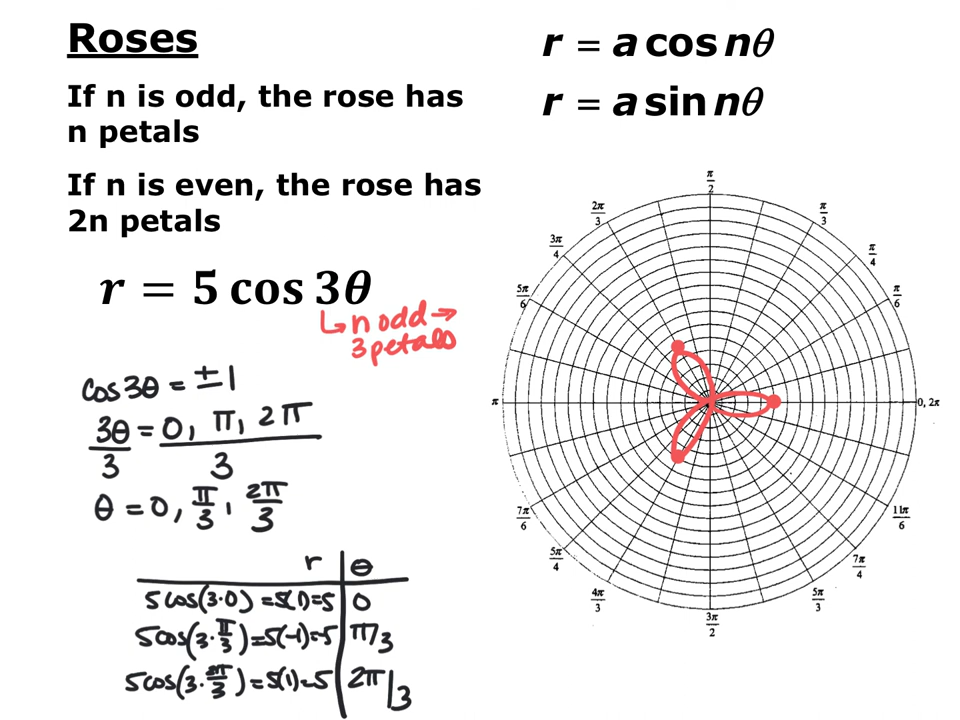 Roses
If n is odd, the rose has
n petals
If n is even, the rose has
2n petals
r = a cos nθ
r = a sin nθ
r = 5 cos 3θ
↳ n odd →
3 petals
cos 3θ = ±1
3θ/3 = 0, π, 2π/3
θ = 0, π/3, 2π/3
r | θ
5cos(3·0) = 5(1) = 5 | 0
5cos(3·π/3) = 5(-1) = -5 | π/3
5cos(3·2π/3) = 5(1) = 5 | 2π/3
π/2
2π/3
π/3
3π/4
π/4
5π/6
π/6
π
0, 2π
7π/6
11π/6
5π/4
7π/4
4π/3
5π/3
3π/2